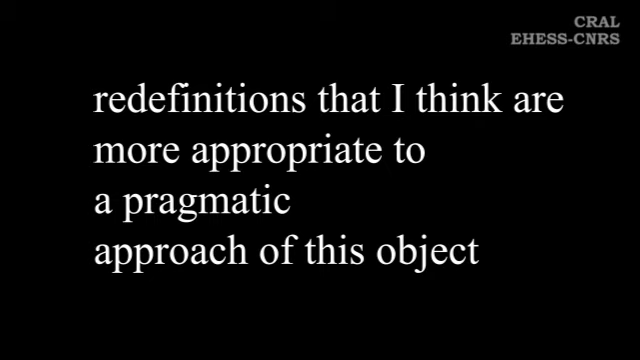 CRAL
EHESS-CNRS
redefinitions that I think are
more appropriate to
a pragmatic
approach of this object